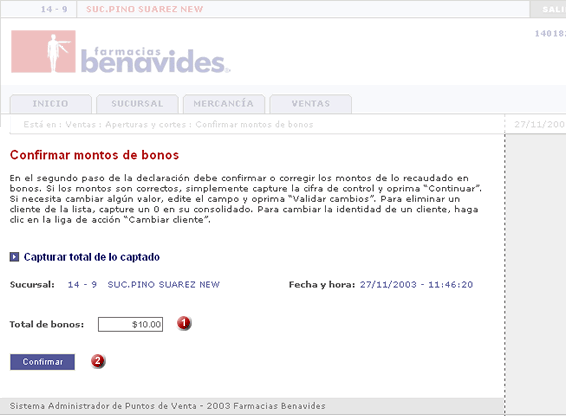 14 - 9 SUC.PINO SUAREZ NEW
farmacias
benavides
INICIO SUCURSAL MERCANCÍA VENTAS
Está en : Ventas : Aperturas y cortes : Confirmar montos de bonos
Confirmar montos de bonos
En el segundo paso de la declaración debe confirmar o corregir los montos de lo recaudado en
bonos. Si los montos son correctos, simplemente capture la cifra de control y oprima “Continuar”.
Si necesita cambiar algún valor, edite el campo y oprima “Validar cambios”. Para eliminar un
cliente de la lista, capture un 0 en su consolidado. Para cambiar la identidad de un cliente, haga
clic en la liga de acción “Cambiar cliente”.
Capturar total de lo captado
Sucursal: 14 - 9 SUC.PINO SUAREZ NEW Fecha y hora: 27/11/2003 - 11:46:20
Total de bonos: $10.00 1
Confirmar 2
Sistema Administrador de Puntos de Venta - 2003 Farmacias Benavides